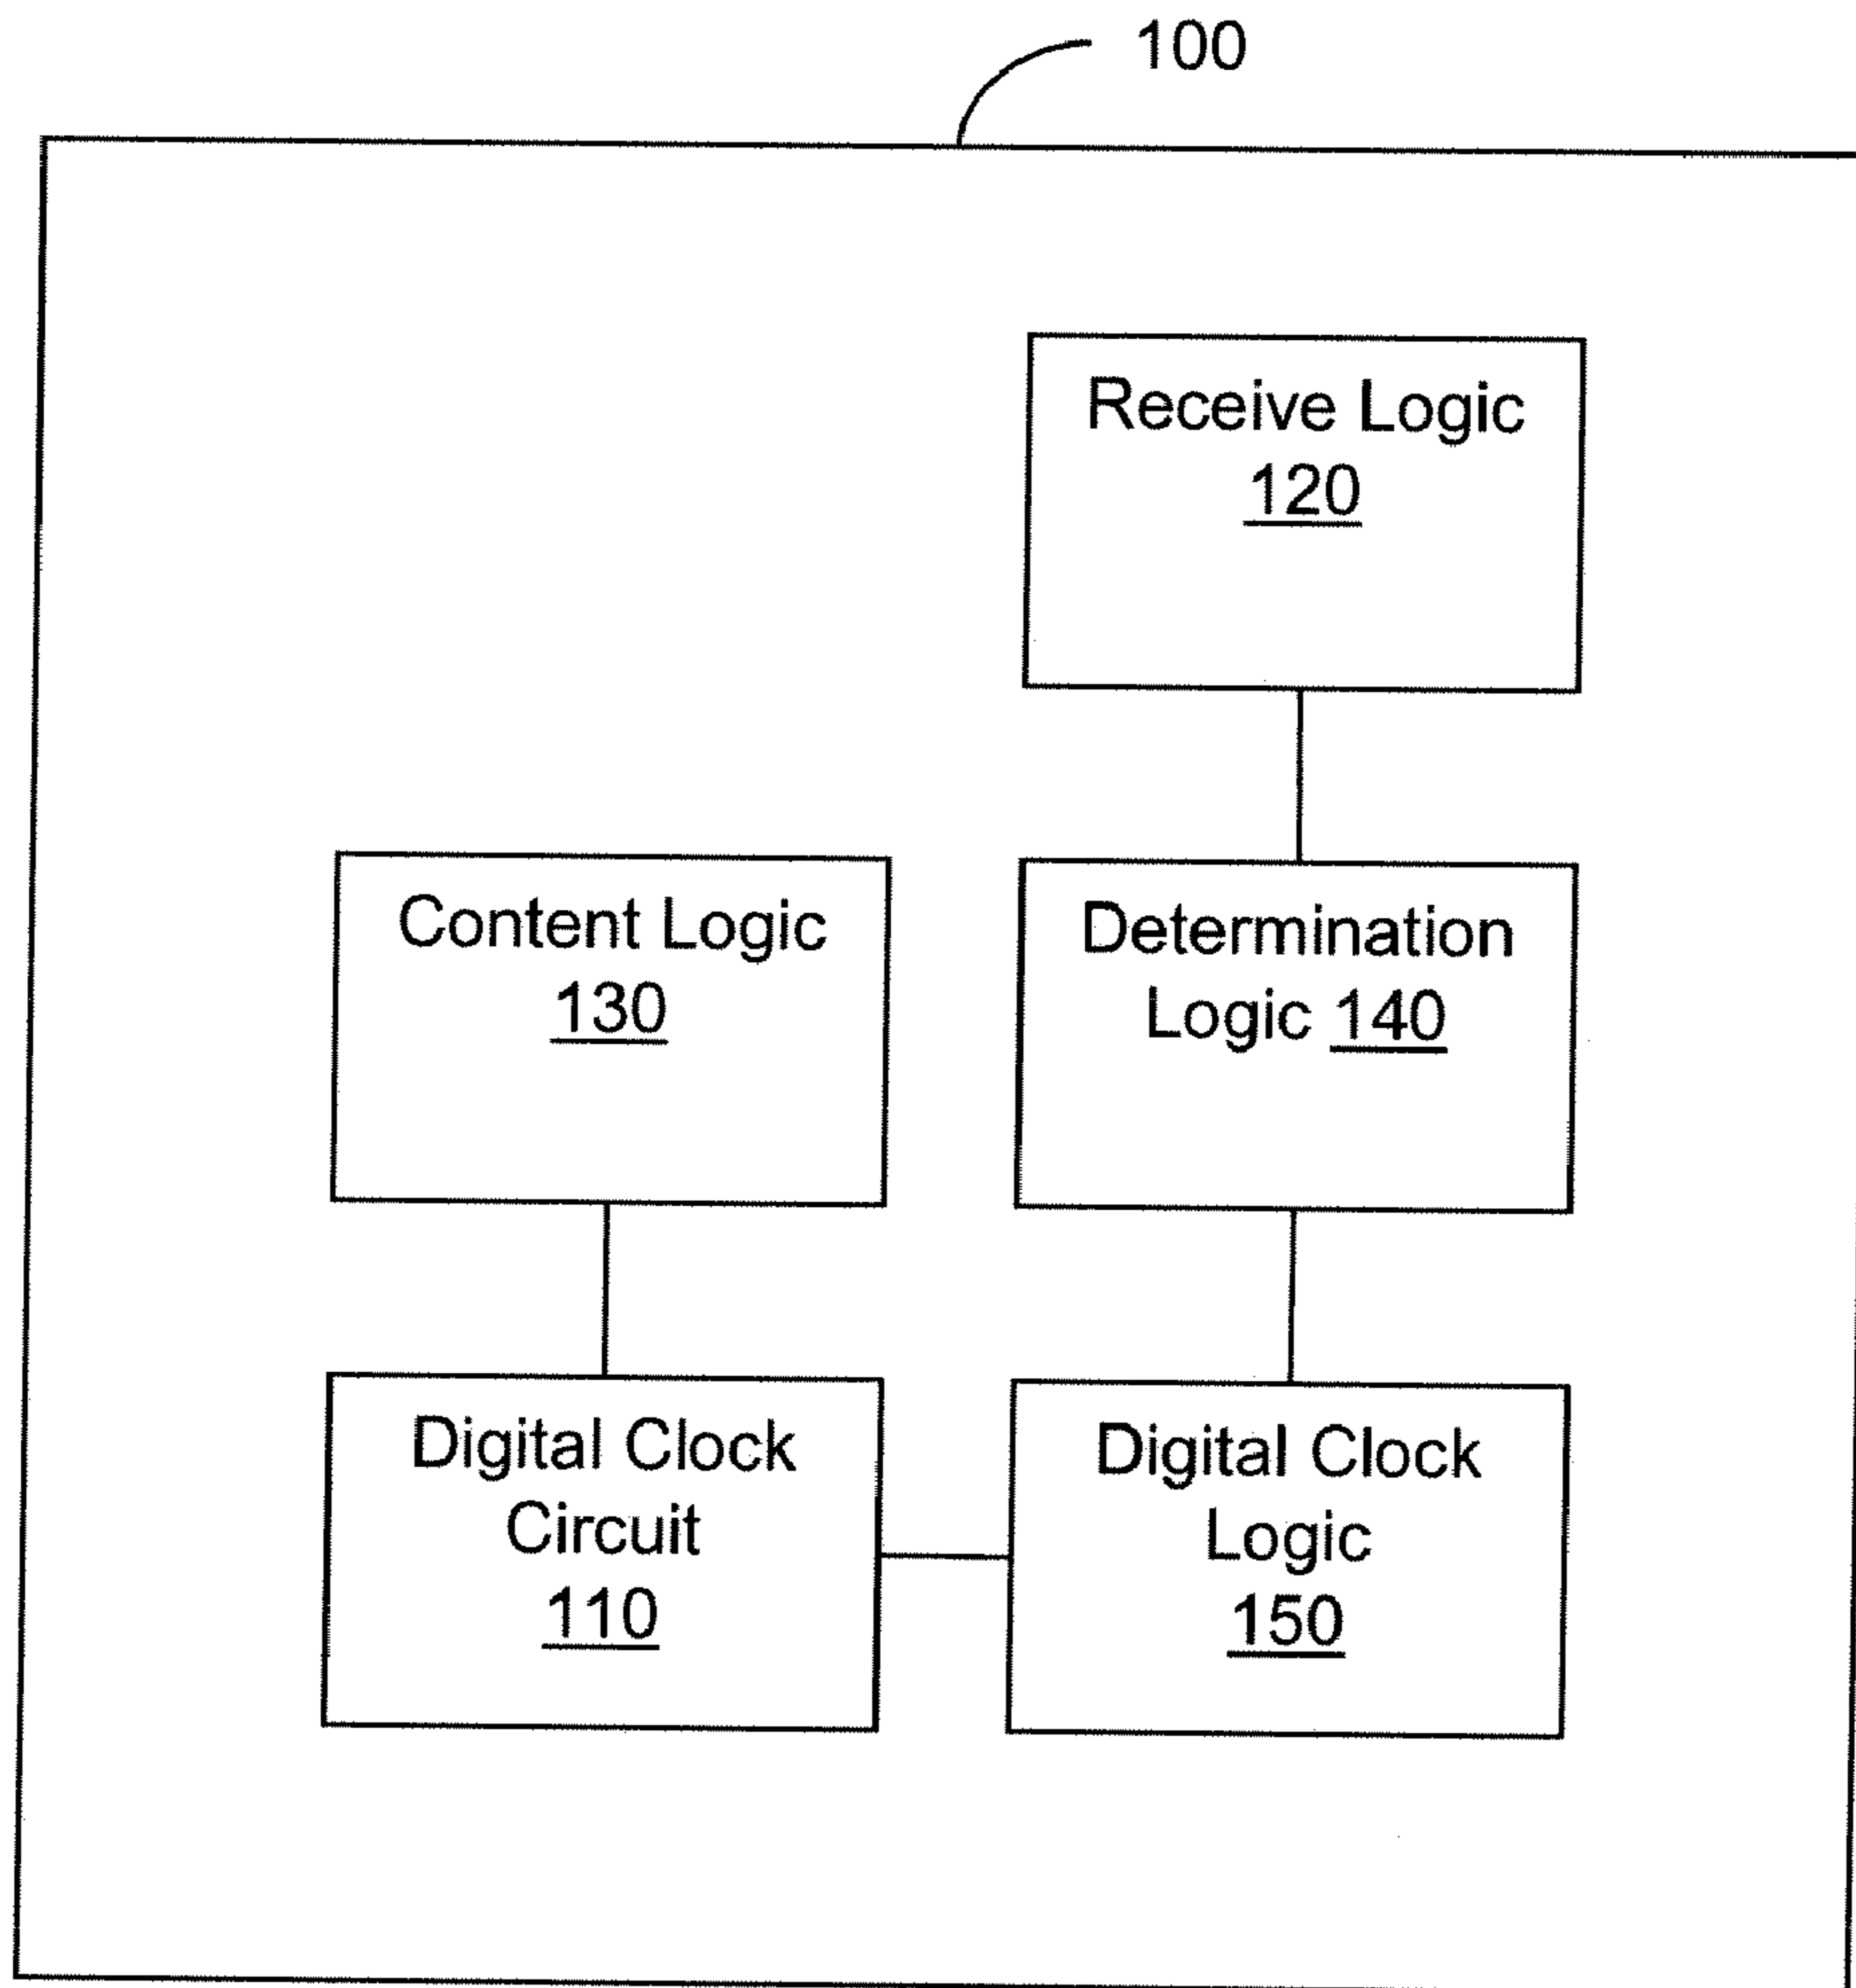 100
Receive Logic
120
Content Logic
130
Determination
Logic 140
Digital Clock
Circuit
110
Digital Clock
Logic
150